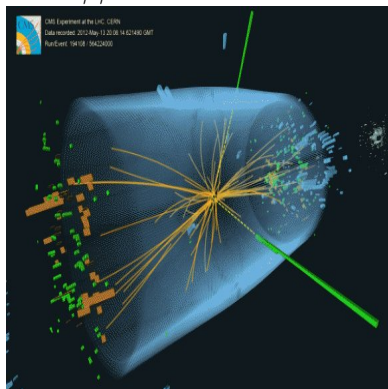 CMS Experiment at the LHC, CERN
Data recorded: 2012-May-13 20:08:14.621490 GMT
Run/Event: 194108 / 564224000